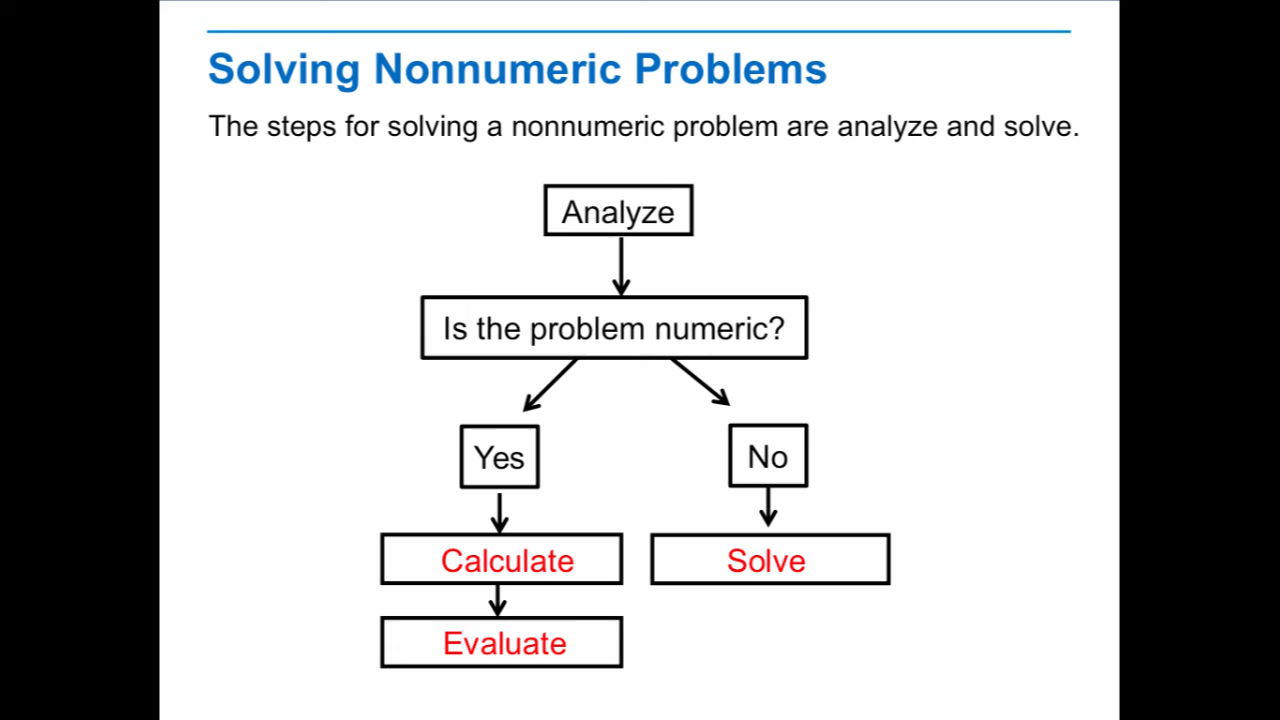 Solving Nonnumeric Problems
The steps for solving a nonnumeric problem are analyze and solve.
Analyze
Is the problem numeric?
Yes
No
Calculate
Solve
Evaluate